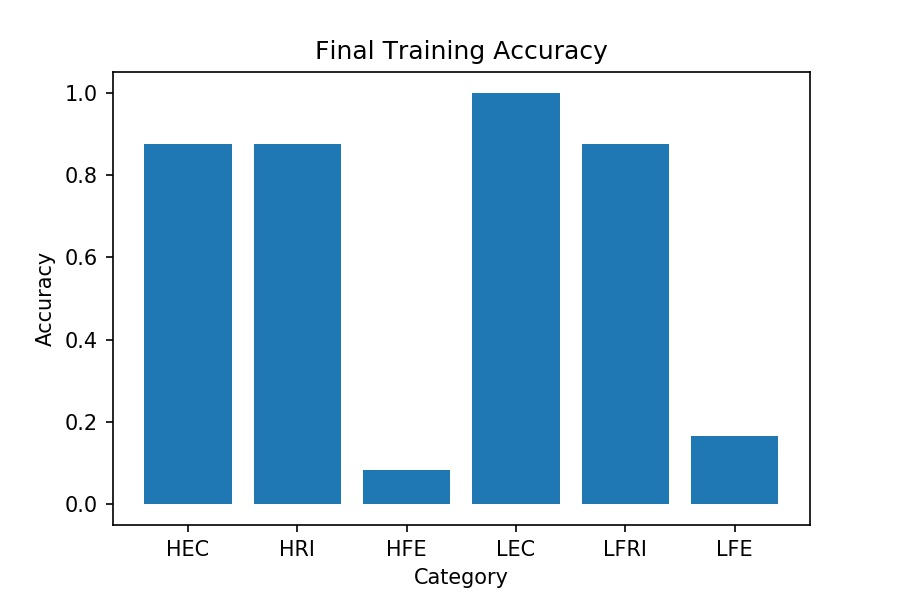 Final Training Accuracy
1.0
0.8
0.6
0.4
0.2
0.0
Accuracy
HEC HRI HFE LEC LFRI LFE
Category